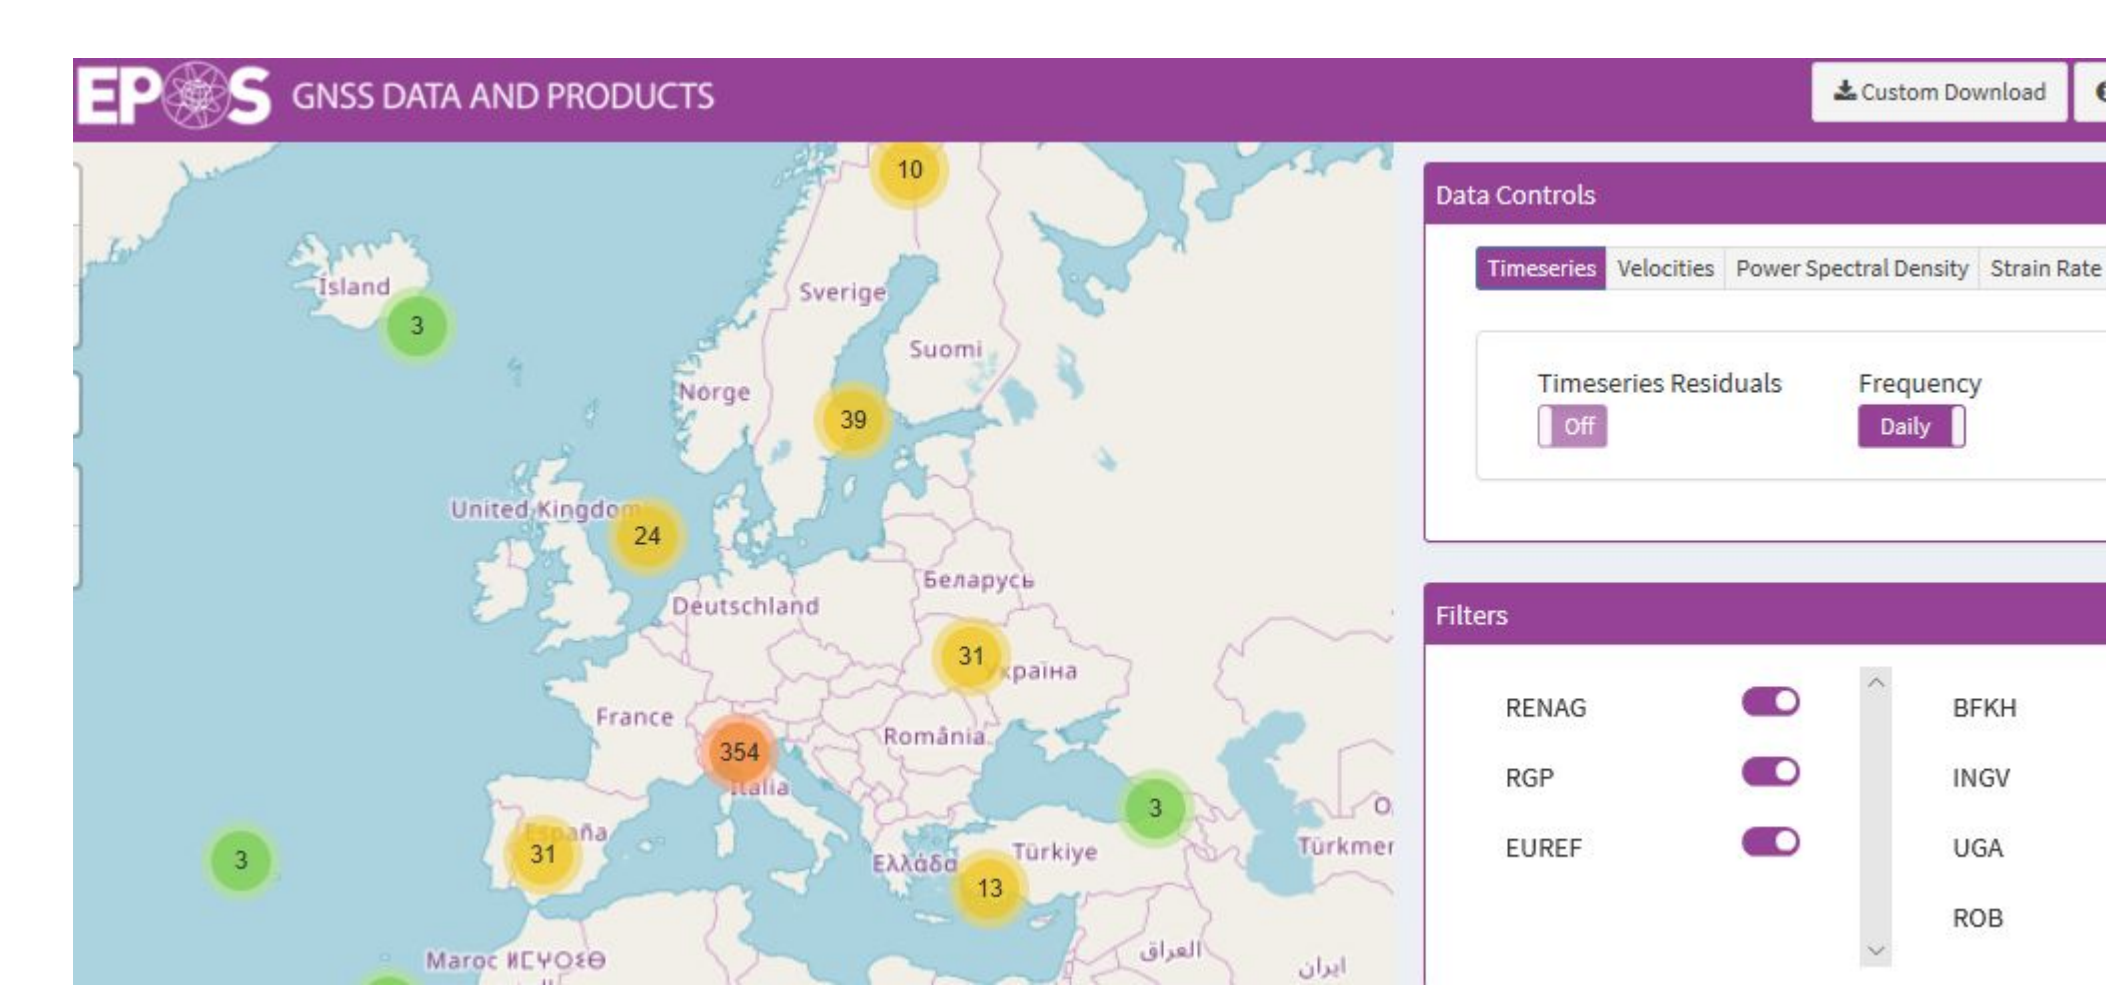 EPOS GNSS DATA AND PRODUCTS
Custom Download
10
Data Controls
Timeseries Velocities Power Spectral Density Strain Rate
Ísland
3
Sverige
Suomi
Norge
39
Timeseries Residuals Frequency
Off Daily
United Kingdom
24
Беларусь
Deutschland
31
країна
Filters
France
354
România
Italia
RENAG BFKH
RGP INGV
EUREF UGA
ROB
3
España
31
3
Ελλάδα
Türkiye
13
Türkmen
Maroc ⵍⵎⵖⵔⵉⴱ
العراق
ایران